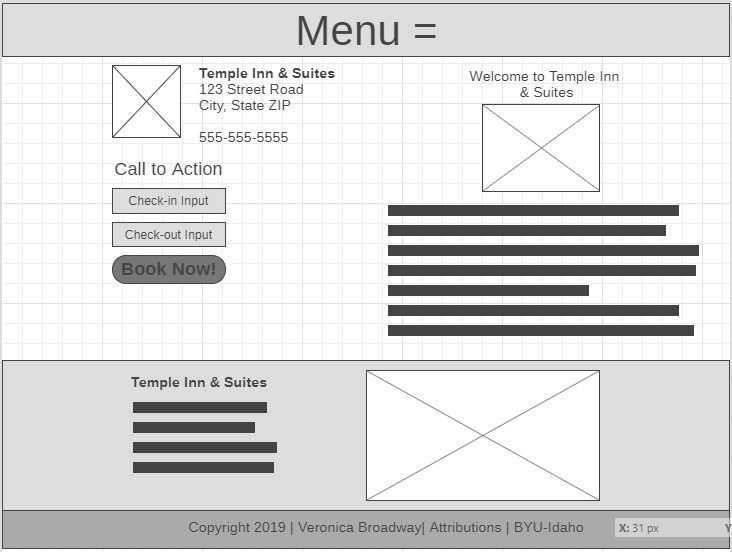 Menu =
Temple Inn & Suites
123 Street Road
City, State ZIP
555-555-5555
Call to Action
Check-in Input
Check-out Input
Book Now!
Welcome to Temple Inn
& Suites
Temple Inn & Suites
Copyright 2019 | Veronica Broadway| Attributions | BYU-Idaho
X: 31 px Y